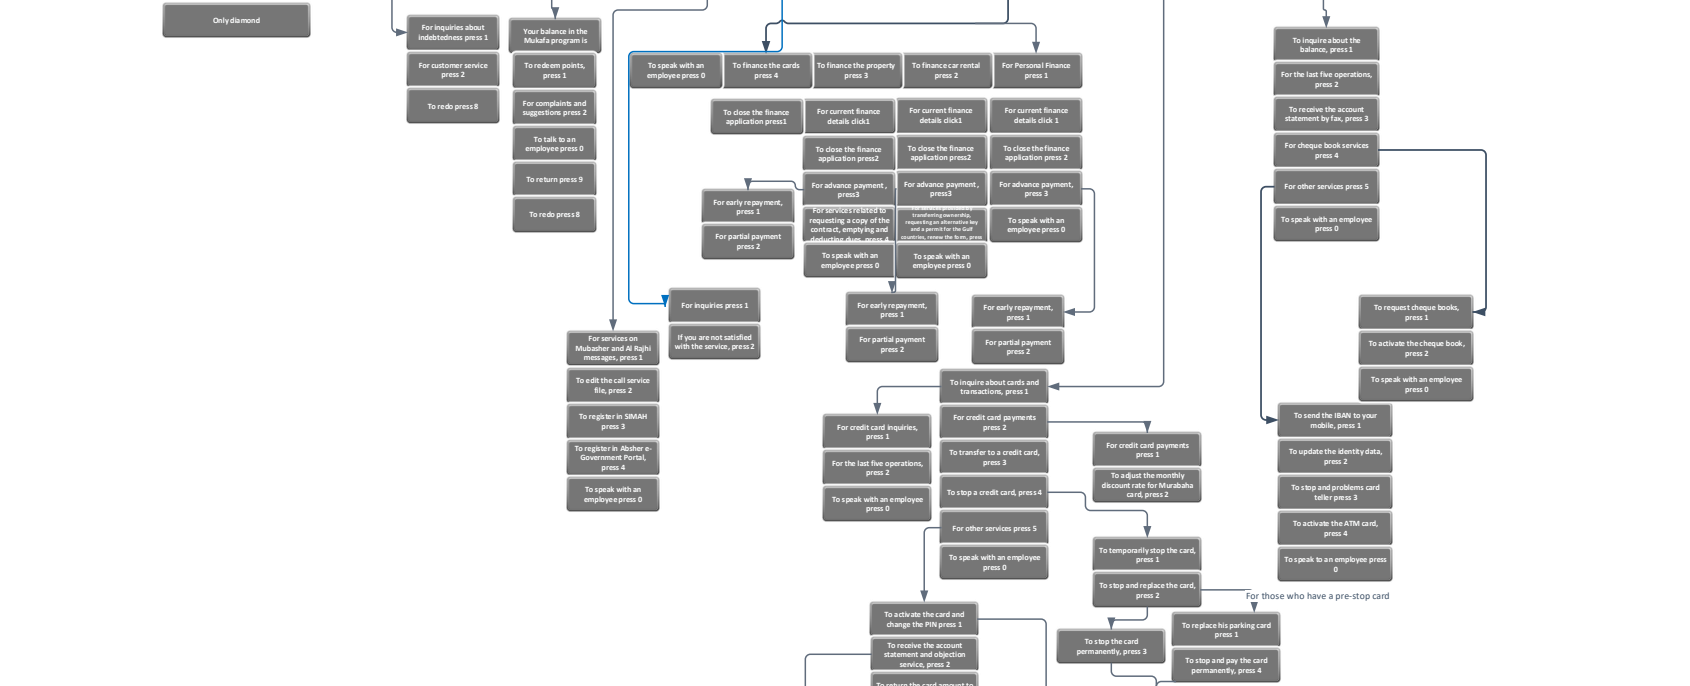 Only diamond
For inquiries about
indebtedness press 1
For customer service
press 2
To redo press 8
Your balance in the
Mukafa program is
To redeem points,
press 1
For complaints and
suggestions press 2
To talk to an
employee press 0
To return press 9
To redo press 8
To speak with an
employee press 0
To finance the cards
press 4
To finance the property
press 3
To finance car rental
press 2
For Personal Finance
press 1
To close the finance
application press1
For current finance
details click1
For current finance
details click1
For current finance
details click 1
To close the finance
application press2
To close the finance
application press2
To close the finance
application press 2
For advance payment ,
press3
For advance payment ,
press3
For advance payment,
press 3
For early repayment,
press 1
For partial payment
press 2
For services related to
requesting a copy of the
contract, emptying and
deducting dues, press 4
transferring ownership,
requesting an alternative key
and a permit for the Gulf
countries, renew the form, press
To speak with an
employee press 0
To speak with an
employee press 0
To speak with an
employee press 0
For early repayment,
press 1
For partial payment
press 2
For early repayment,
press 1
For partial payment
press 2
For inquiries press 1
If you are not satisfied
with the service, press 2
For services on
Mubasher and Al Rajhi
messages, press 1
To edit the call service
file, press 2
To register in SIMAH
press 3
To register in Absher e-
Government Portal,
press 4
To speak with an
employee press 0
To inquire about cards and
transactions, press 1
For credit card payments
press 2
To transfer to a credit card,
press 3
To stop a credit card, press 4
For other services press 5
To speak with an employee
press 0
For credit card inquiries,
press 1
For the last five operations,
press 2
To speak with an employee
press 0
For credit card payments
press 1
To adjust the monthly
discount rate for Murabaha
card, press 2
To temporarily stop the card,
press 1
To stop and replace the card,
press 2
For those who have a pre-stop card
To stop the card
permanently, press 3
To replace his parking card
press 1
To stop and pay the card
permanently, press 4
To activate the card and
change the PIN press 1
To receive the account
statement and objection
service, press 2
To return the card amount to
To inquire about the
balance, press 1
For the last five operations,
press 2
To receive the account
statement by fax, press 3
For cheque book services
press 4
For other services press 5
To speak with an employee
press 0
To request cheque books,
press 1
To activate the cheque book,
press 2
To speak with an employee
press 0
To send the IBAN to your
mobile, press 1
To update the identity data,
press 2
To stop and problems card
teller press 3
To activate the ATM card,
press 4
To speak to an employee press
0